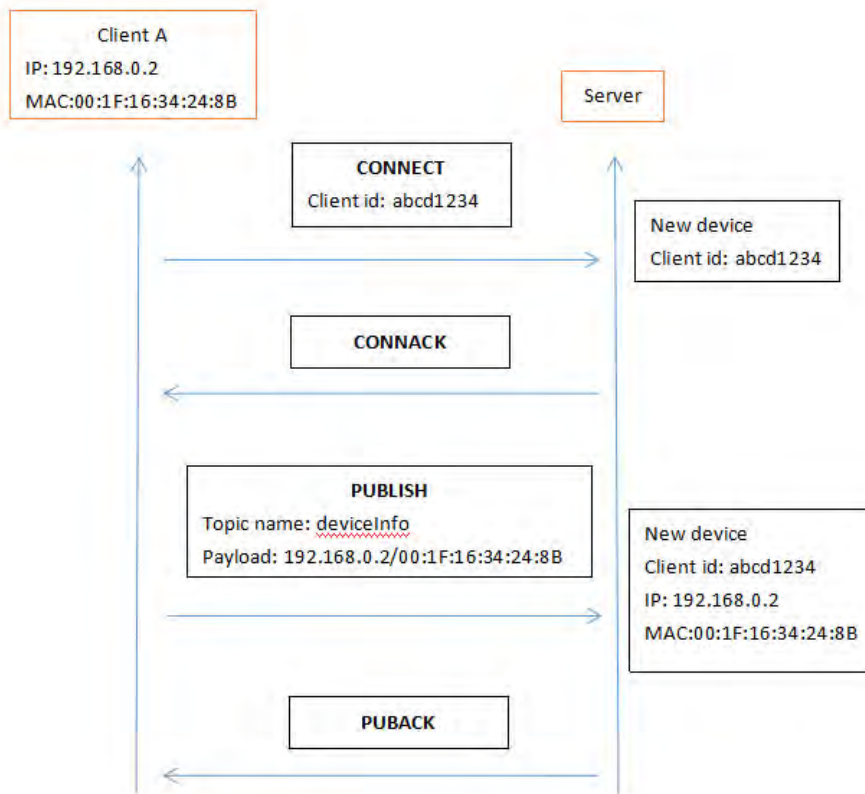 Client A
IP: 192.168.0.2
MAC:00:1F:16:34:24:8B
Server
CONNECT
Client id: abcd1234
New device
Client id: abcd1234
CONNACK
PUBLISH
Topic name: deviceInfo
Payload: 192.168.0.2/00:1F:16:34:24:8B
New device
Client id: abcd1234
IP: 192.168.0.2
MAC:00:1F:16:34:24:8B
PUBACK